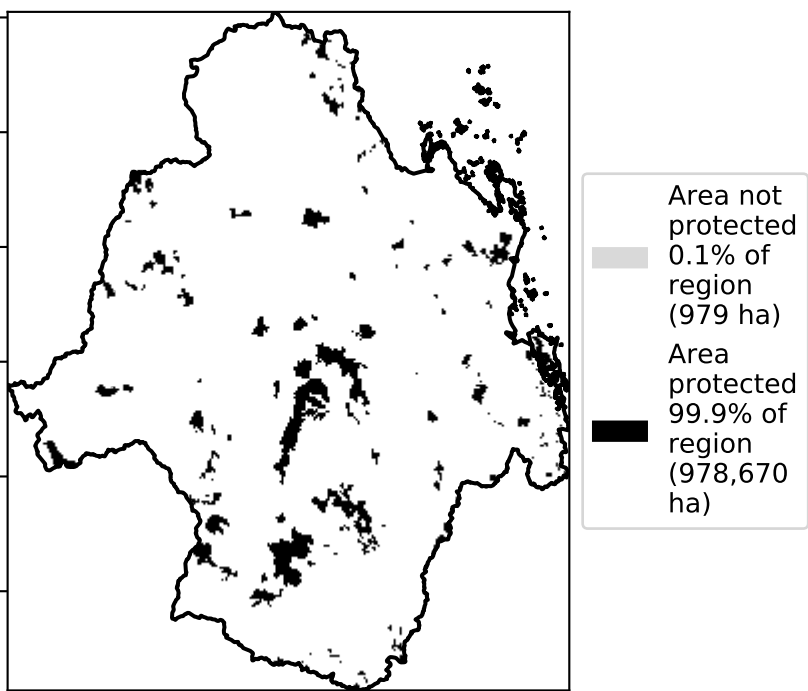 Area not
protected
0.1% of
region
(979 ha)
Area
protected
99.9% of
region
(978,670
ha)